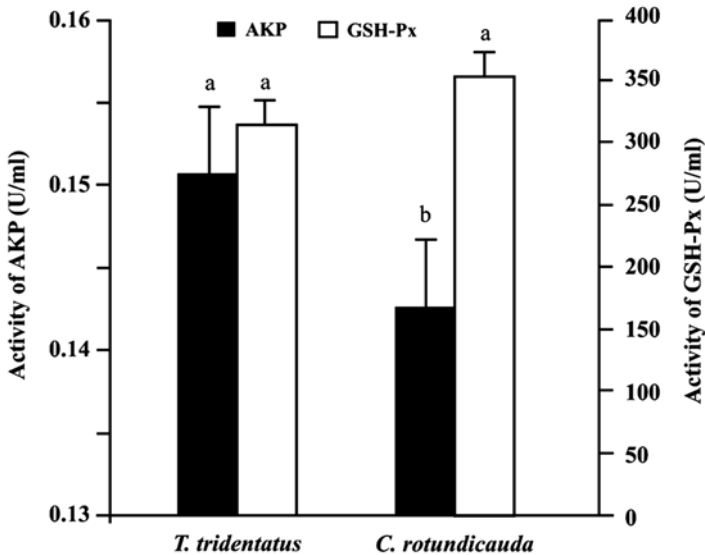 AKP GSH-Px
Activity of AKP (U/ml)
0.16
0.15
0.14
0.13
a
a
b
a
400
350
300
250
200
150
100
50
0
Activity of GSH-Px (U/ml)
T. tridentatus C. rotundicauda